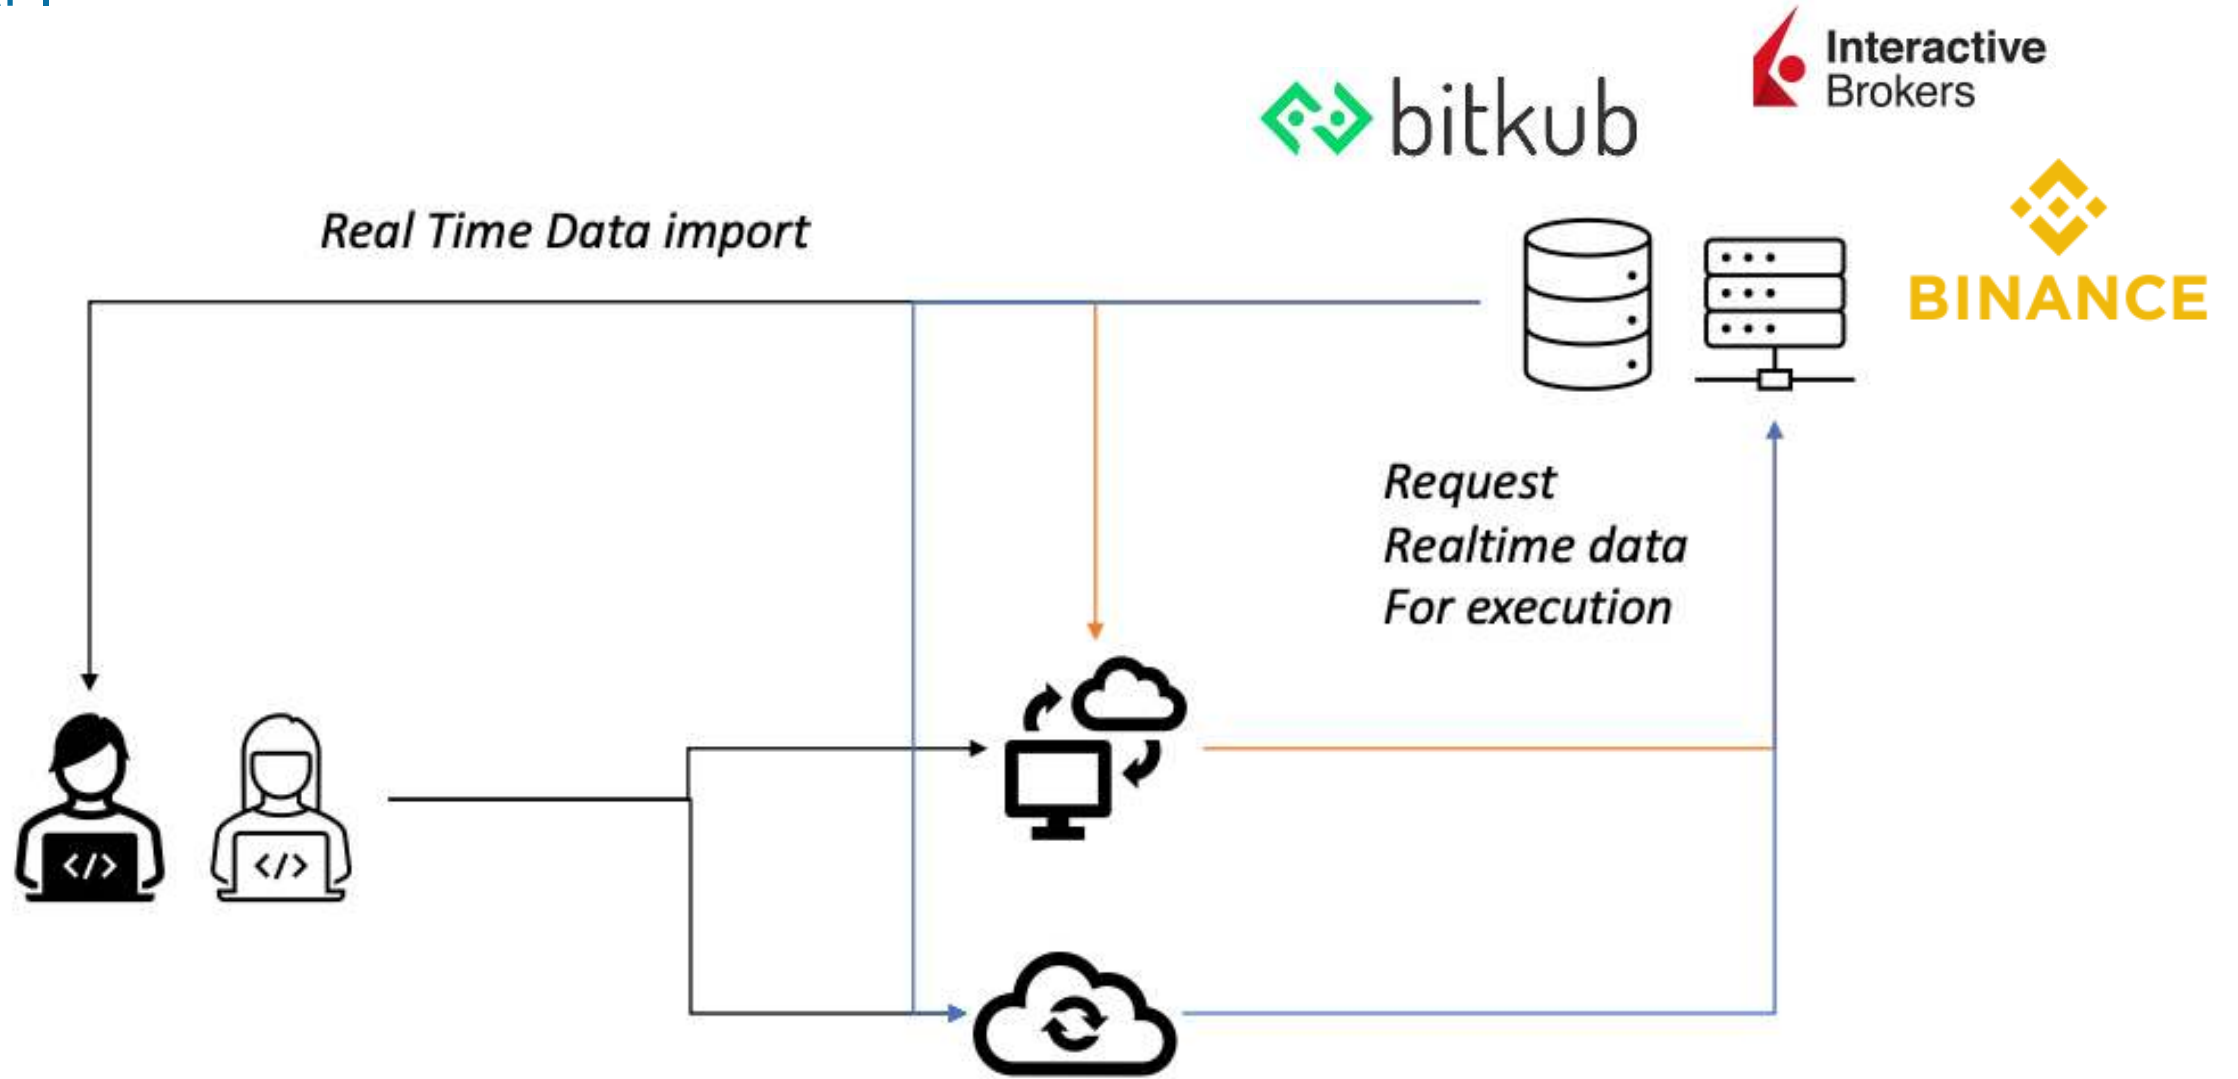 Interactive
Brokers
bitkub
BINANCE
Real Time Data import
Request
Realtime data
For execution
</>
</>